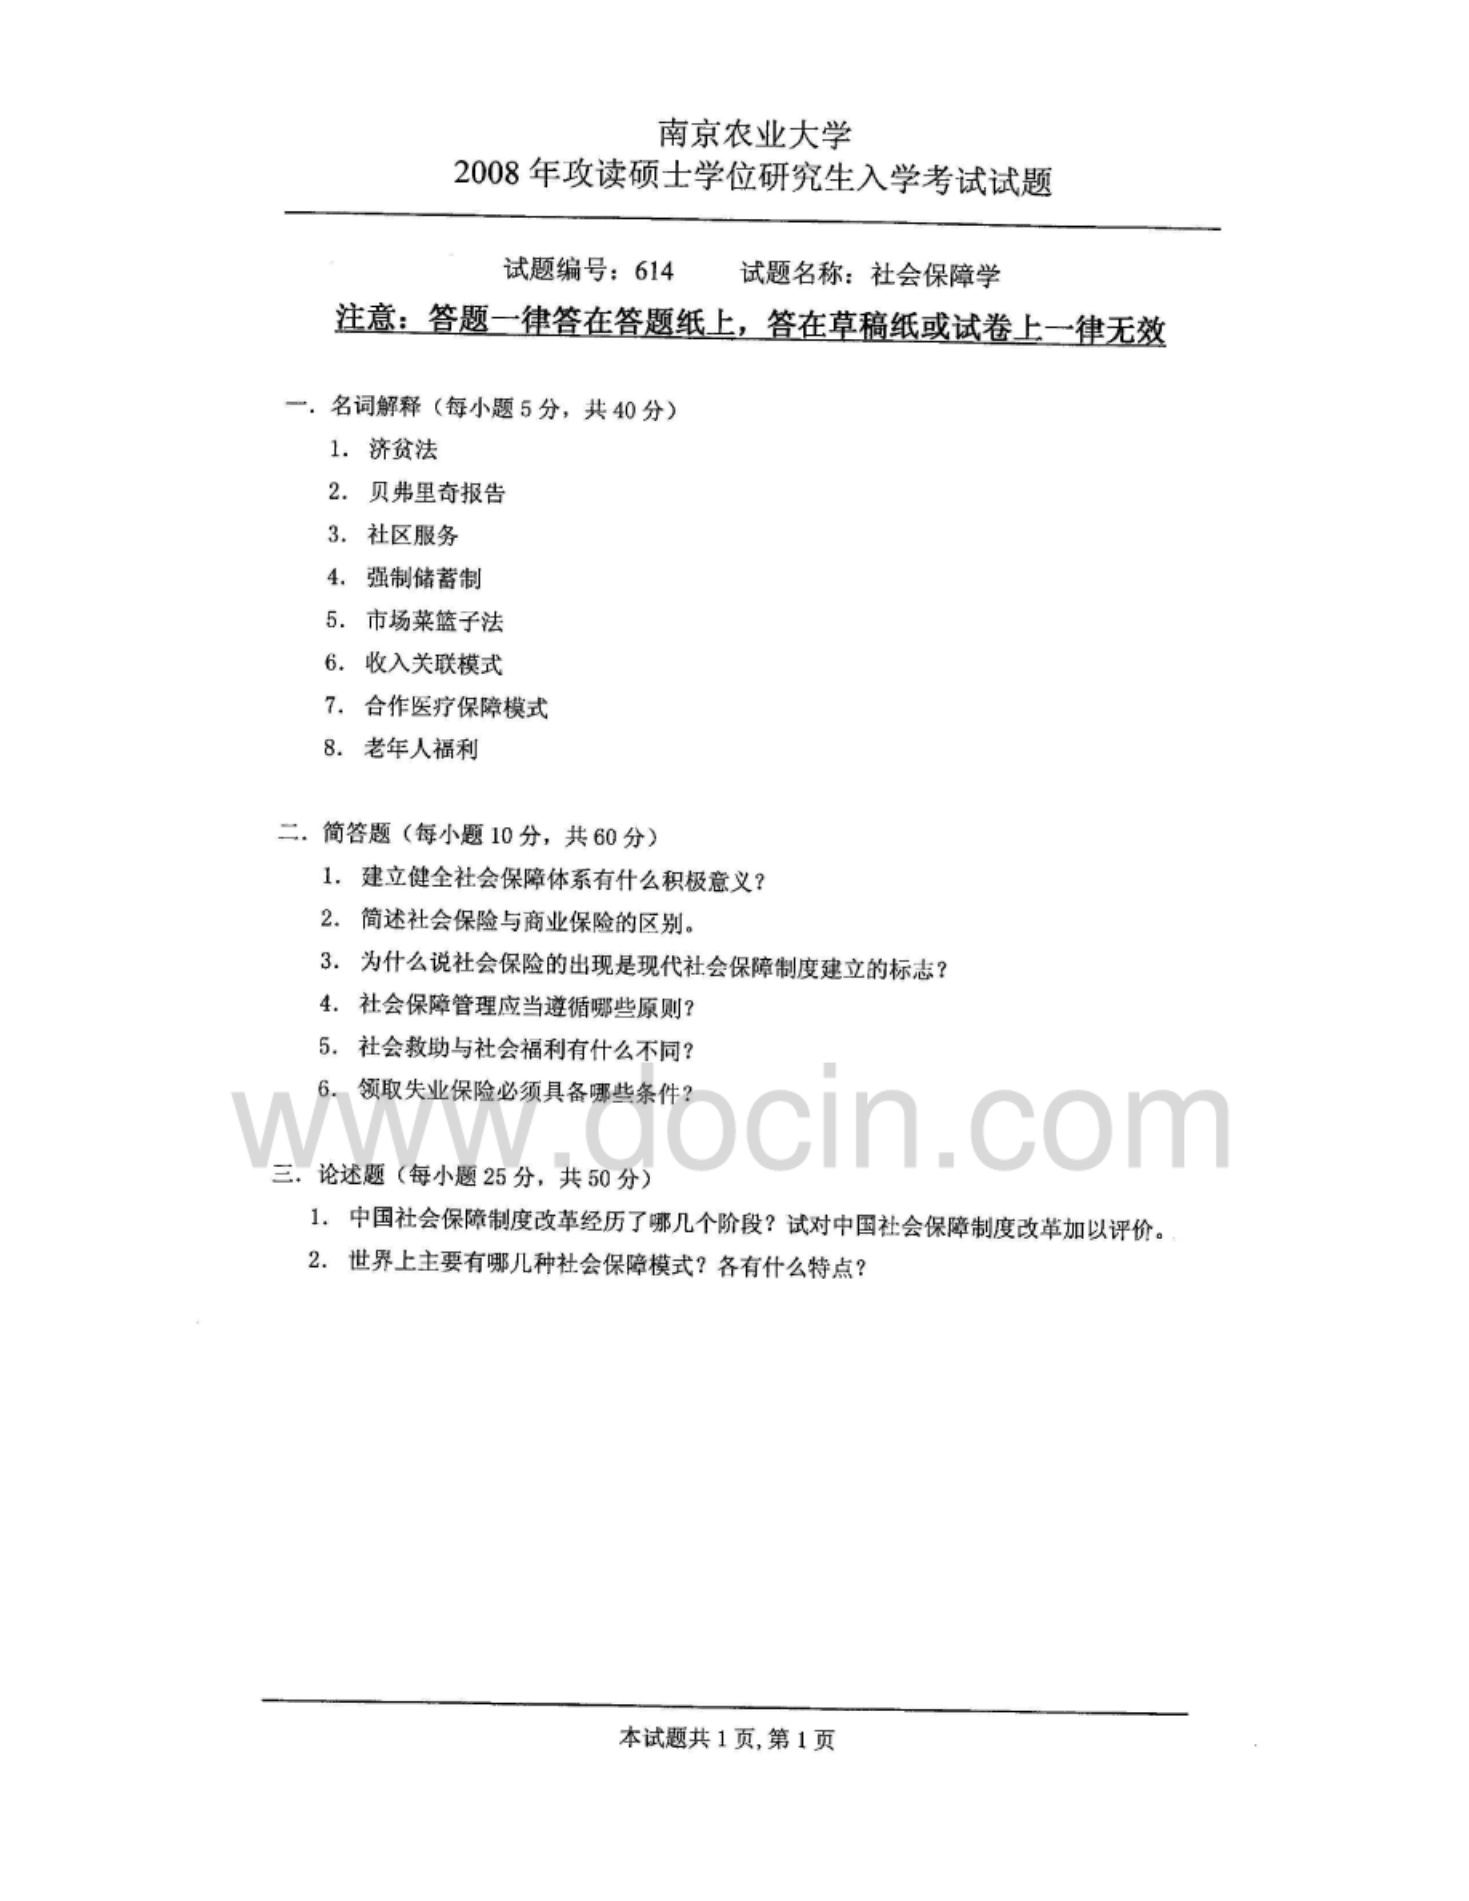 南京农业大学
2008 年攻读硕士学位研究生入学考试试题
试题编号：614 试题名称：社会保障学
注意：答题一律答在答题纸上，答在草稿纸或试卷上一律无效
一．名词解释（每小题 5 分，共 40 分）
1． 济贫法
2． 贝弗里奇报告
3． 社区服务
4． 强制储蓄制
5． 市场菜篮子法
6． 收入关联模式
7． 合作医疗保障模式
8． 老年人福利
二．简答题（每小题 10 分，共 60 分）
1． 建立健全社会保障体系有什么积极意义？
2． 简述社会保险与商业保险的区别。
3． 为什么说社会保险的出现是现代社会保障制度建立的标志？
4． 社会保障管理应当遵循哪些原则？
5． 社会救助与社会福利有什么不同？
6． 领取失业保险必须具备哪些条件？
www.docin.com
三．论述题（每小题 25 分，共 50 分）
1． 中国社会保障制度改革经历了哪几个阶段？试对中国社会保障制度改革加以评价。
2． 世界上主要有哪几种社会保障模式？各有什么特点？
本试题共 1 页, 第 1 页